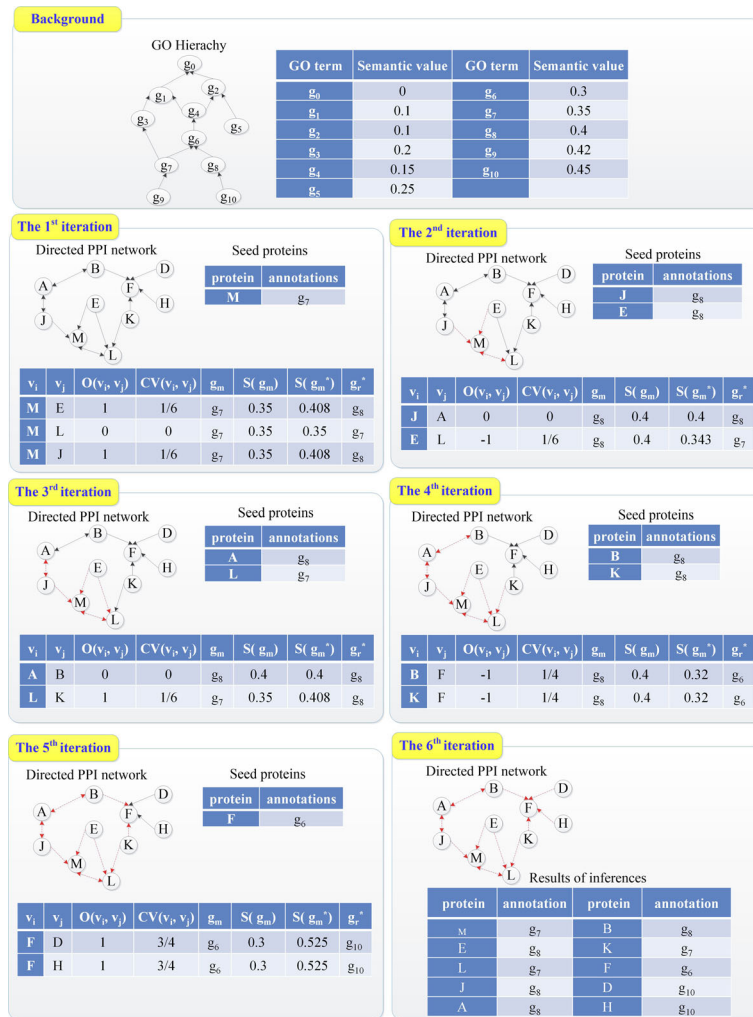 Background
GO Hierachy
g0
g1
g2
g3
g4
g5
g6
g7
g8
g9
g10
GO term Semantic value GO term Semantic value
g0 0 g6 0.3
g1 0.1 g7 0.35
g2 0.1 g8 0.4
g3 0.2 g9 0.42
g4 0.15 g10 0.45
g5 0.25
The 1st iteration
Directed PPI network
A B D E F H J K L M
Seed proteins
protein annotations
M g7
vi vj O(vi, vj) CV(vi, vj) gm S( gm) S( gm*) gr*
M E 1 1/6 g7 0.35 0.408 g8
M L 0 0 g7 0.35 0.35 g7
M J 1 1/6 g7 0.35 0.408 g8
The 2nd iteration
Directed PPI network
A B D E F H J K L M
Seed proteins
protein annotations
J g8
E g8
vi vj O(vi, vj) CV(vi, vj) gm S( gm) S( gm*) gr*
J A 0 0 g8 0.4 0.4 g8
E L -1 1/6 g8 0.4 0.343 g7
The 3rd iteration
Directed PPI network
A B D E F H J K L M
Seed proteins
protein annotations
A g8
L g7
vi vj O(vi, vj) CV(vi, vj) gm S( gm) S( gm*) gr*
A B 0 0 g8 0.4 0.4 g8
L K 1 1/6 g7 0.35 0.408 g8
The 4th iteration
Directed PPI network
A B D E F H J K L M
Seed proteins
protein annotations
B g8
K g8
vi vj O(vi, vj) CV(vi, vj) gm S( gm) S( gm*) gr*
B F -1 1/4 g8 0.4 0.32 g6
K F -1 1/4 g8 0.4 0.32 g6
The 5th iteration
Directed PPI network
A B D E F H J K L M
Seed proteins
protein annotations
F g6
vi vj O(vi, vj) CV(vi, vj) gm S( gm) S( gm*) gr*
F D 1 3/4 g6 0.3 0.525 g10
F H 1 3/4 g6 0.3 0.525 g10
The 6th iteration
Directed PPI network
A B D E F H J K L M
Results of inferences
protein annotation protein annotation
M g7 B g8
E g8 K g7
L g7 F g6
J g8 D g10
A g8 H g10